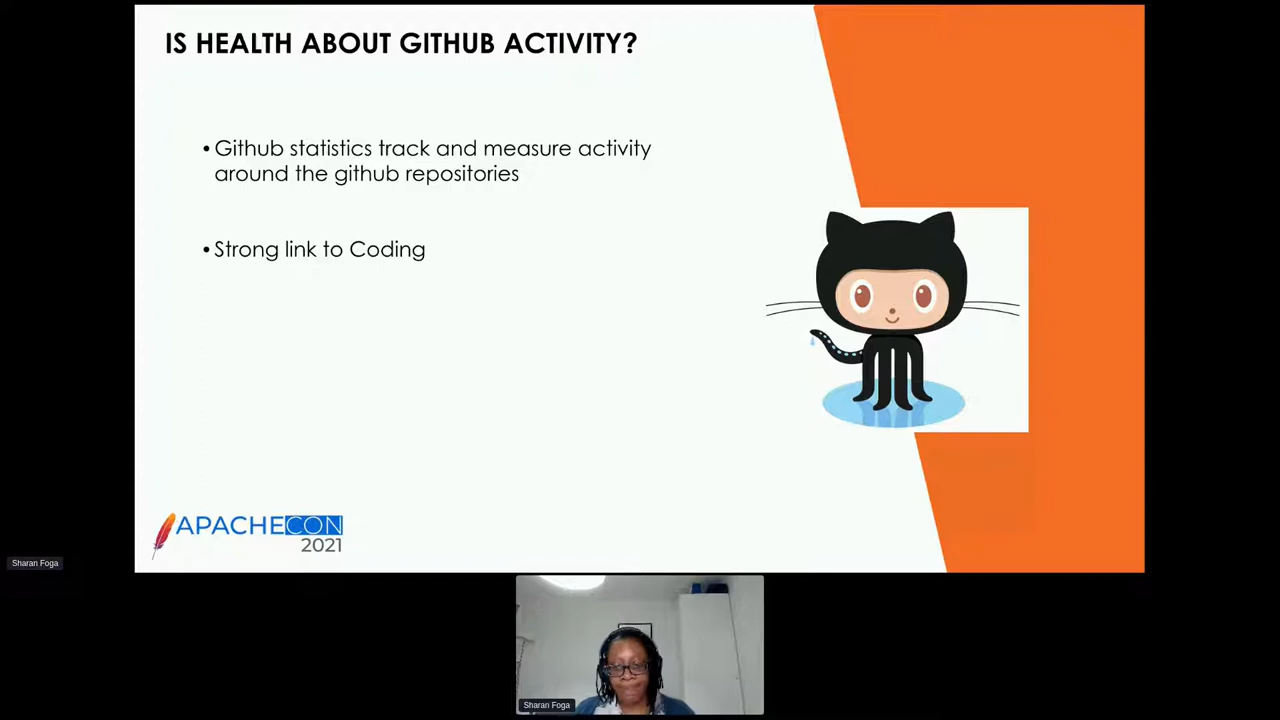 IS HEALTH ABOUT GITHUB ACTIVITY?
• Github statistics track and measure activity
around the github repositories
• Strong link to Coding
APACHECON
2021
Sharan Foga
Sharan Foga